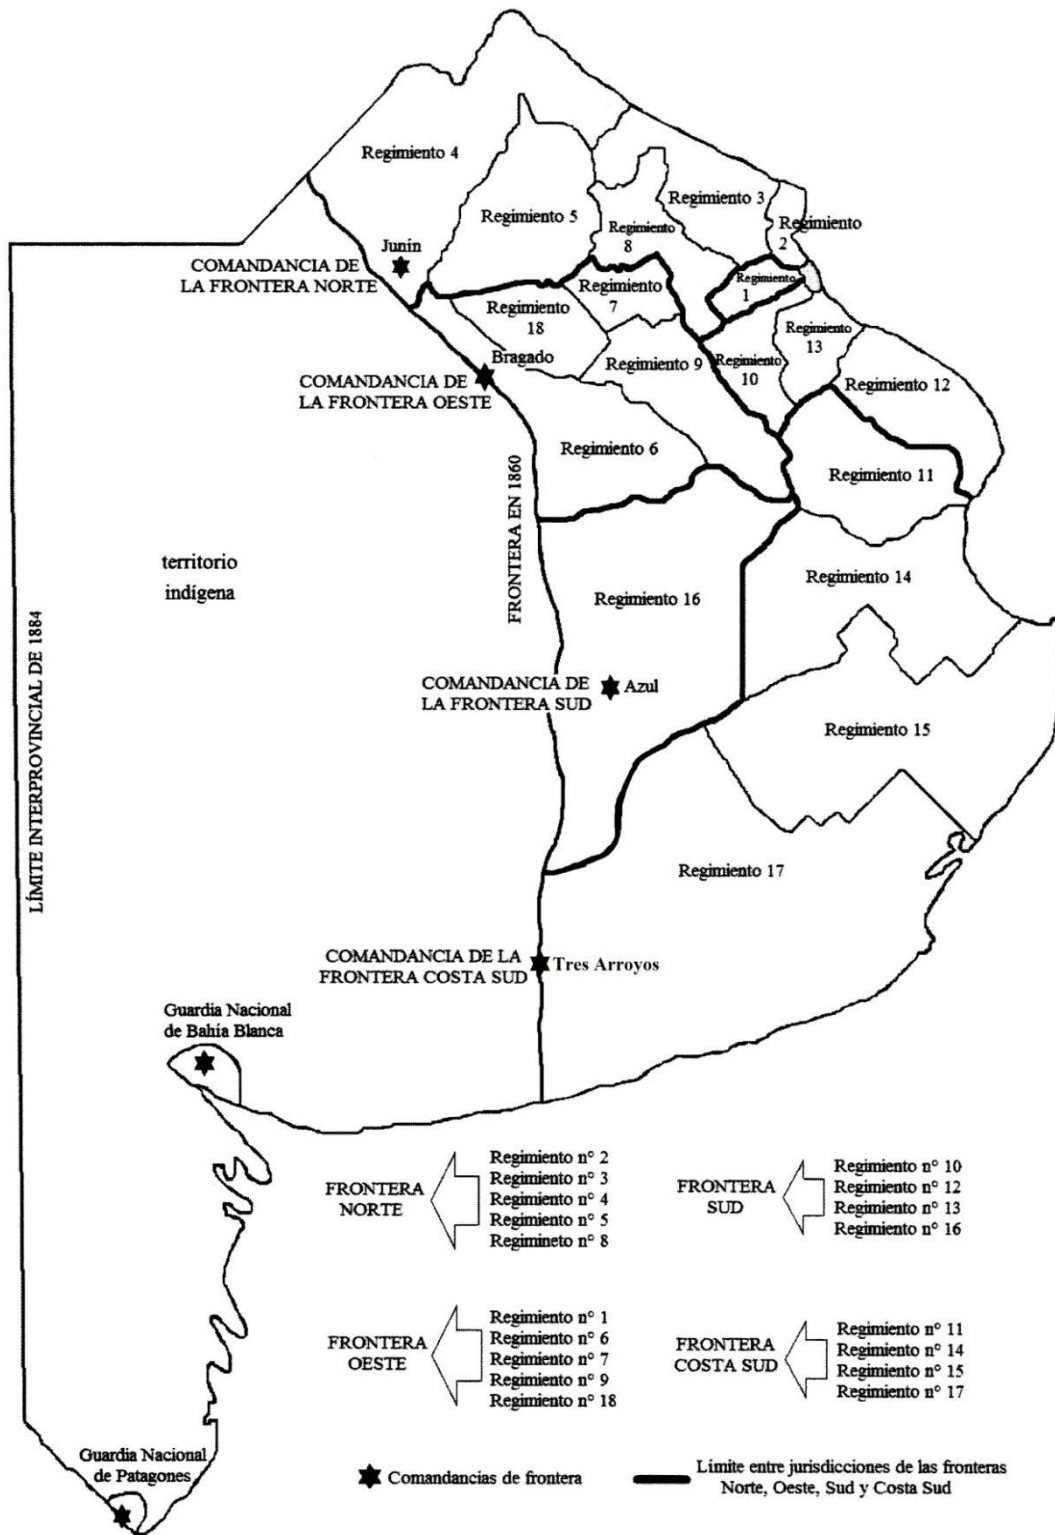 Regimiento 4
Regimiento 5
Regimiento 3
Regimiento
2
Regimiento
8
Junín
COMANDANCIA DE
LA FRONTERA NORTE
Regimiento
7
Regimiento
1
Regimiento
18
Regimiento
13
Bragado
Regimiento 9
Regimiento
10
Regimiento 12
COMANDANCIA DE
LA FRONTERA OESTE
Regimiento 6
Regimiento 11
FRONTERA EN 1860
territorio
indígena
Regimiento 14
Regimiento 16
LÍMITE INTERPROVINCIAL DE 1884
COMANDANCIA DE
LA FRONTERA SUD
Azul
Regimiento 15
Regimiento 17
COMANDANCIA DE LA
FRONTERA COSTA SUD
Tres Arroyos
Guardia Nacional
de Bahía Blanca
FRONTERA
NORTE
Regimiento n° 2
Regimiento n° 3
Regimiento n° 4
Regimiento n° 5
Regimineto n° 8
FRONTERA
SUD
Regimiento n° 10
Regimiento n° 12
Regimiento n° 13
Regimiento n° 16
FRONTERA
OESTE
Regimiento n° 1
Regimiento n° 6
Regimiento n° 7
Regimiento n° 9
Regimiento n° 18
FRONTERA
COSTA SUD
Regimiento n° 11
Regimiento n° 14
Regimiento n° 15
Regimiento n° 17
Guardia Nacional
de Patagones
Comandancias de frontera
Límite entre jurisdicciones de las fronteras
Norte, Oeste, Sud y Costa Sud